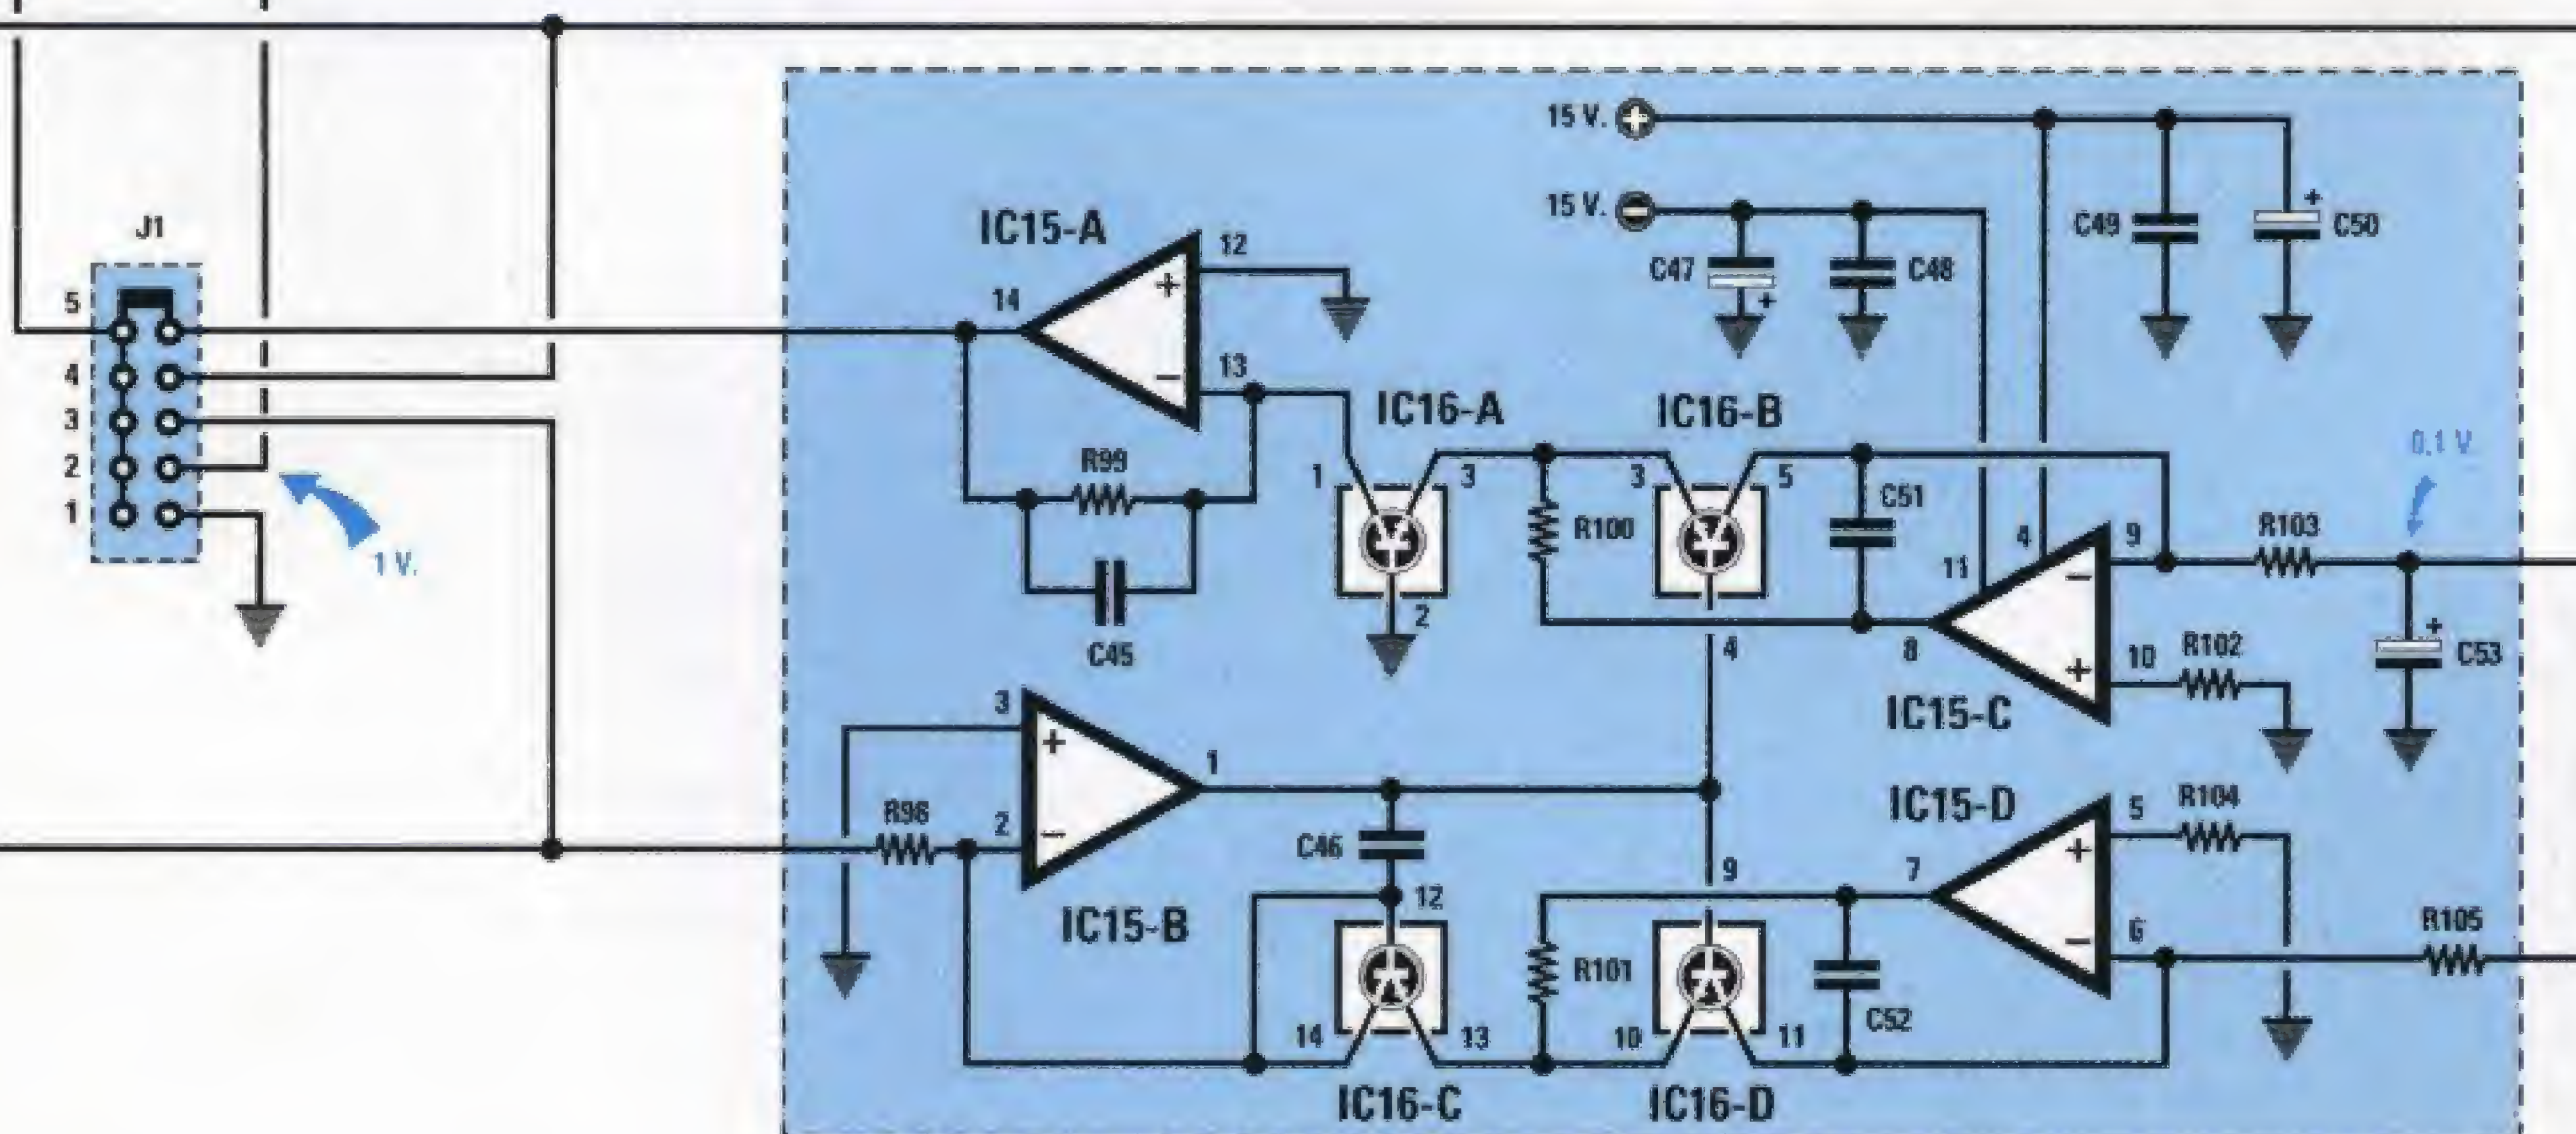 15 V. +
15 V. −
J1
5
4
3
2
1
1 V.
IC15-A
12
+
14
13
−
R99
C45
IC16-A
1
3
2
IC16-B
3
5
4
R100
C47
+
C48
C49
+
C50
C51
4
11
9
−
R103
0,1 V.
10
+
R102
8
IC15-C
+
C53
3
+
1
R98
2
−
IC15-B
C46
12
14
13
IC16-C
R101
9
10
11
IC16-D
C52
IC15-D
7
5
+
R104
6
−
R105